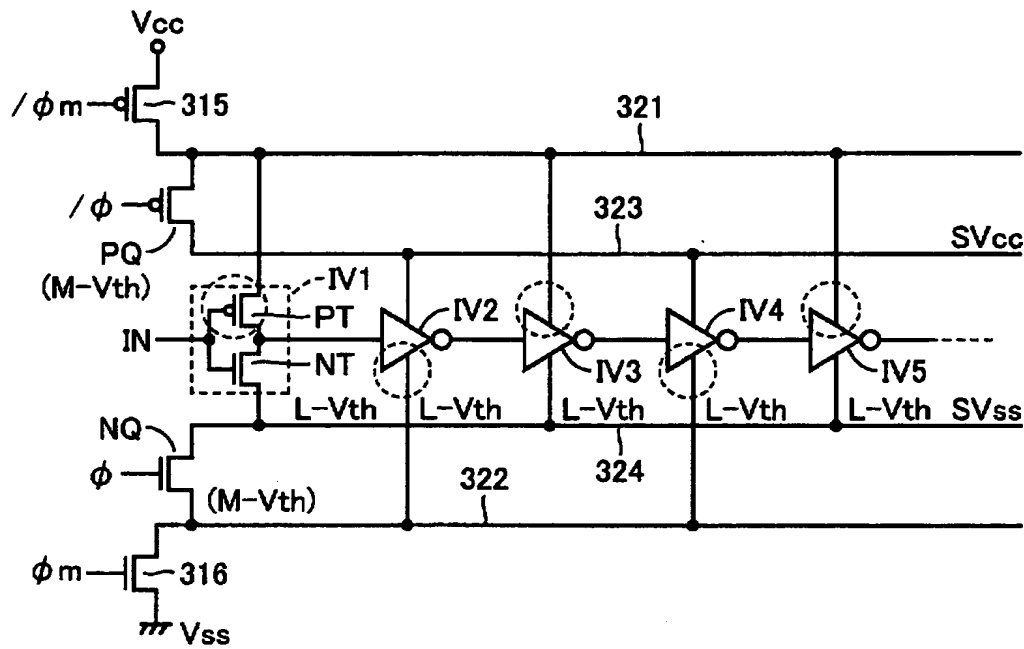 Vcc
/φm
315
321
/φ
PQ
(M-Vth)
323
SVcc
IV1
PT
IN
NT
IV2
IV3
IV4
IV5
L-Vth L-Vth L-Vth L-Vth L-Vth
SVss
NQ
φ
324
(M-Vth)
322
φm
316
Vss